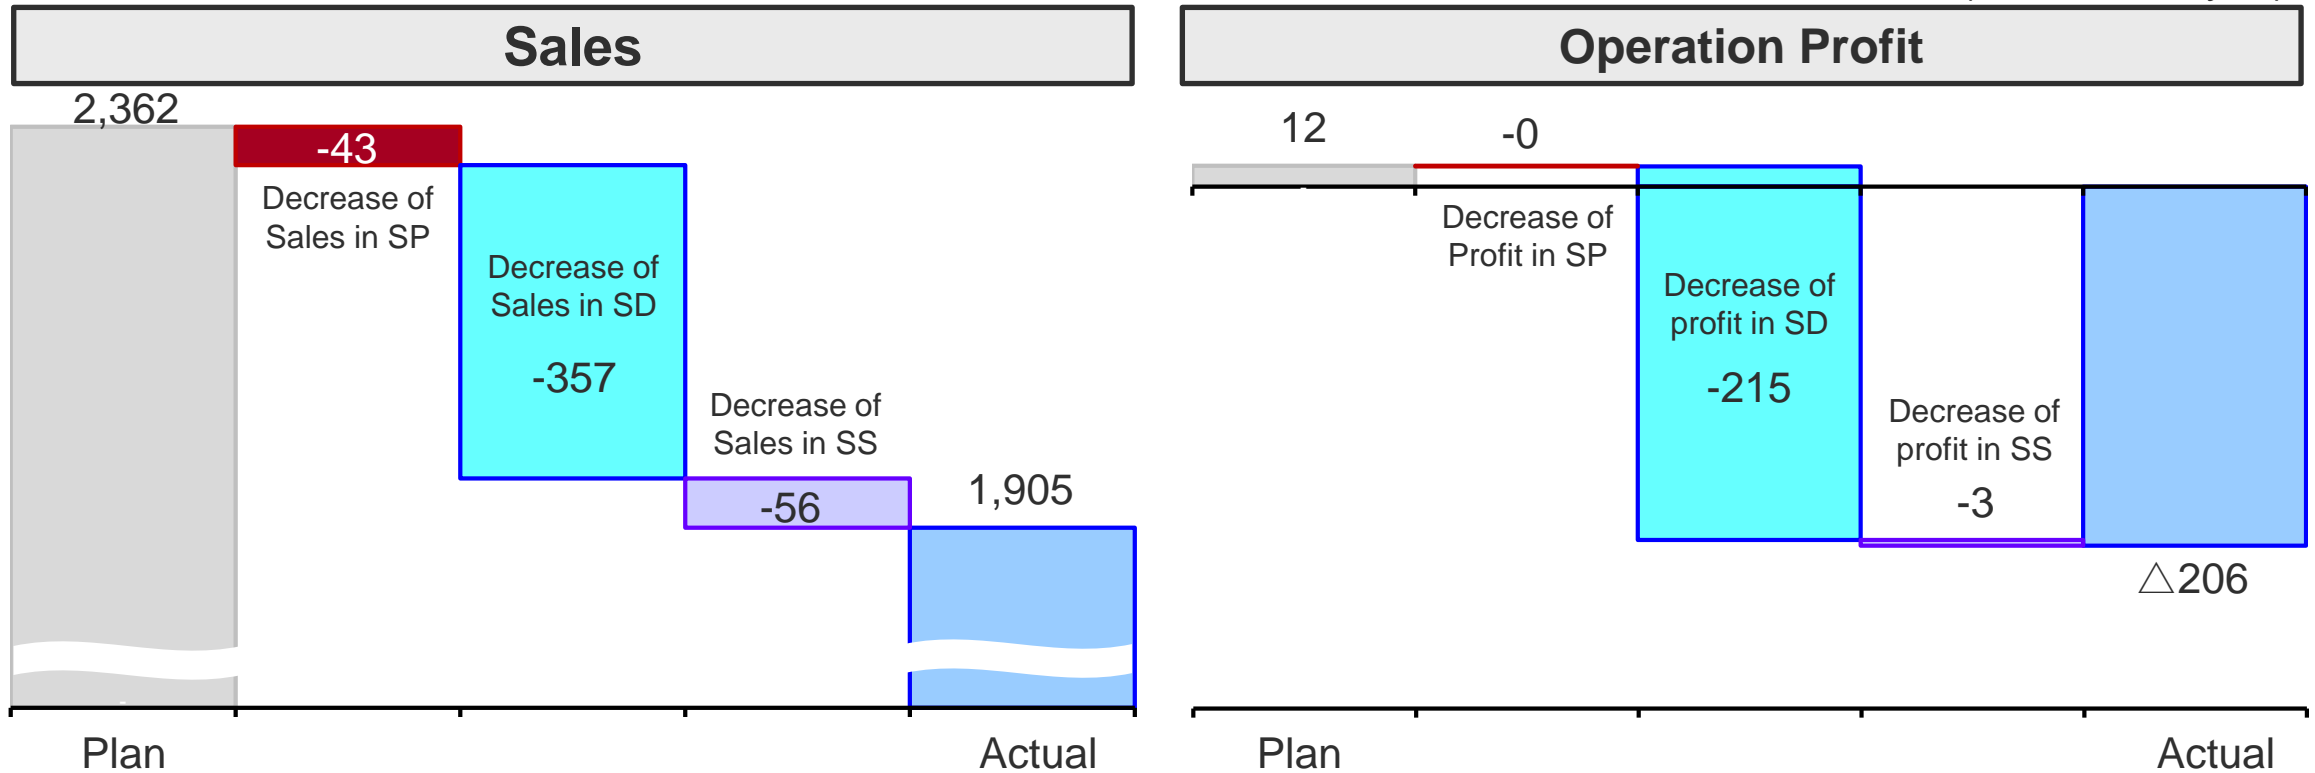 Sales
2,362
-43
Decrease of
Sales in SP
Decrease of
Sales in SD
-357
Decrease of
Sales in SS
-56
1,905
Plan
Actual
Operation Profit
12
-0
Decrease of
Profit in SP
Decrease of
profit in SD
-215
Decrease of
profit in SS
-3
△206
Plan
Actual